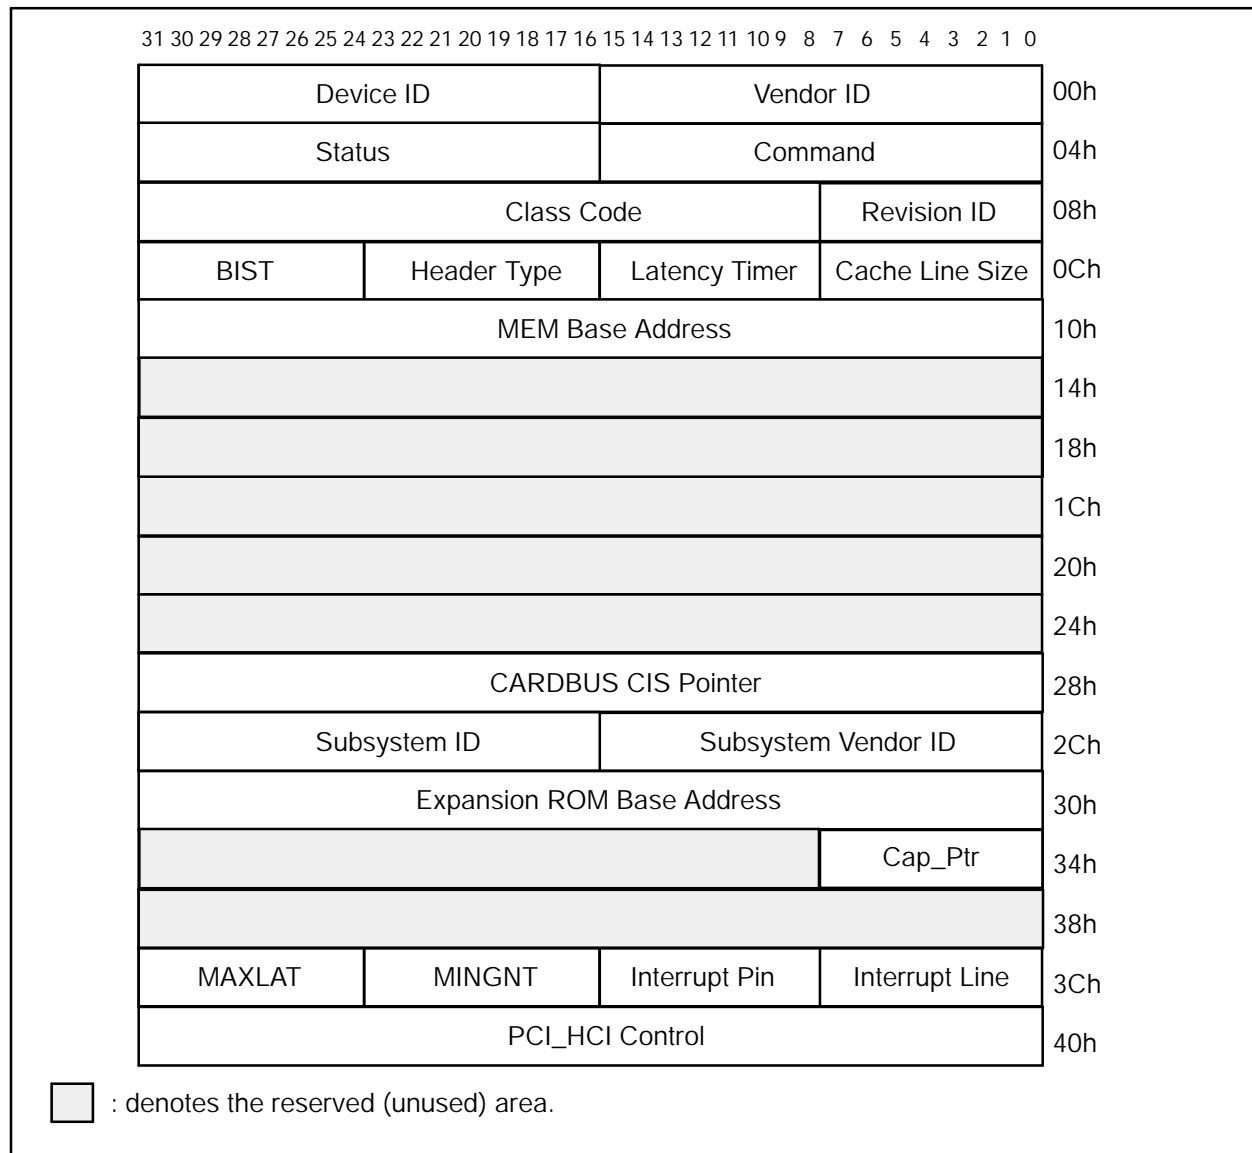 31 30 29 28 27 26 25 24 23 22 21 20 19 18 17 16 15 14 13 12 11 10 9 8 7 6 5 4 3 2 1 0
Device ID Vendor ID 00h
Status Command 04h
Class Code Revision ID 08h
BIST Header Type Latency Timer Cache Line Size 0Ch
MEM Base Address 10h
14h
18h
1Ch
20h
24h
CARDBUS CIS Pointer 28h
Subsystem ID Subsystem Vendor ID 2Ch
Expansion ROM Base Address 30h
Cap_Ptr 34h
38h
MAXLAT MINGNT Interrupt Pin Interrupt Line 3Ch
PCI_HCI Control 40h
: denotes the reserved (unused) area.